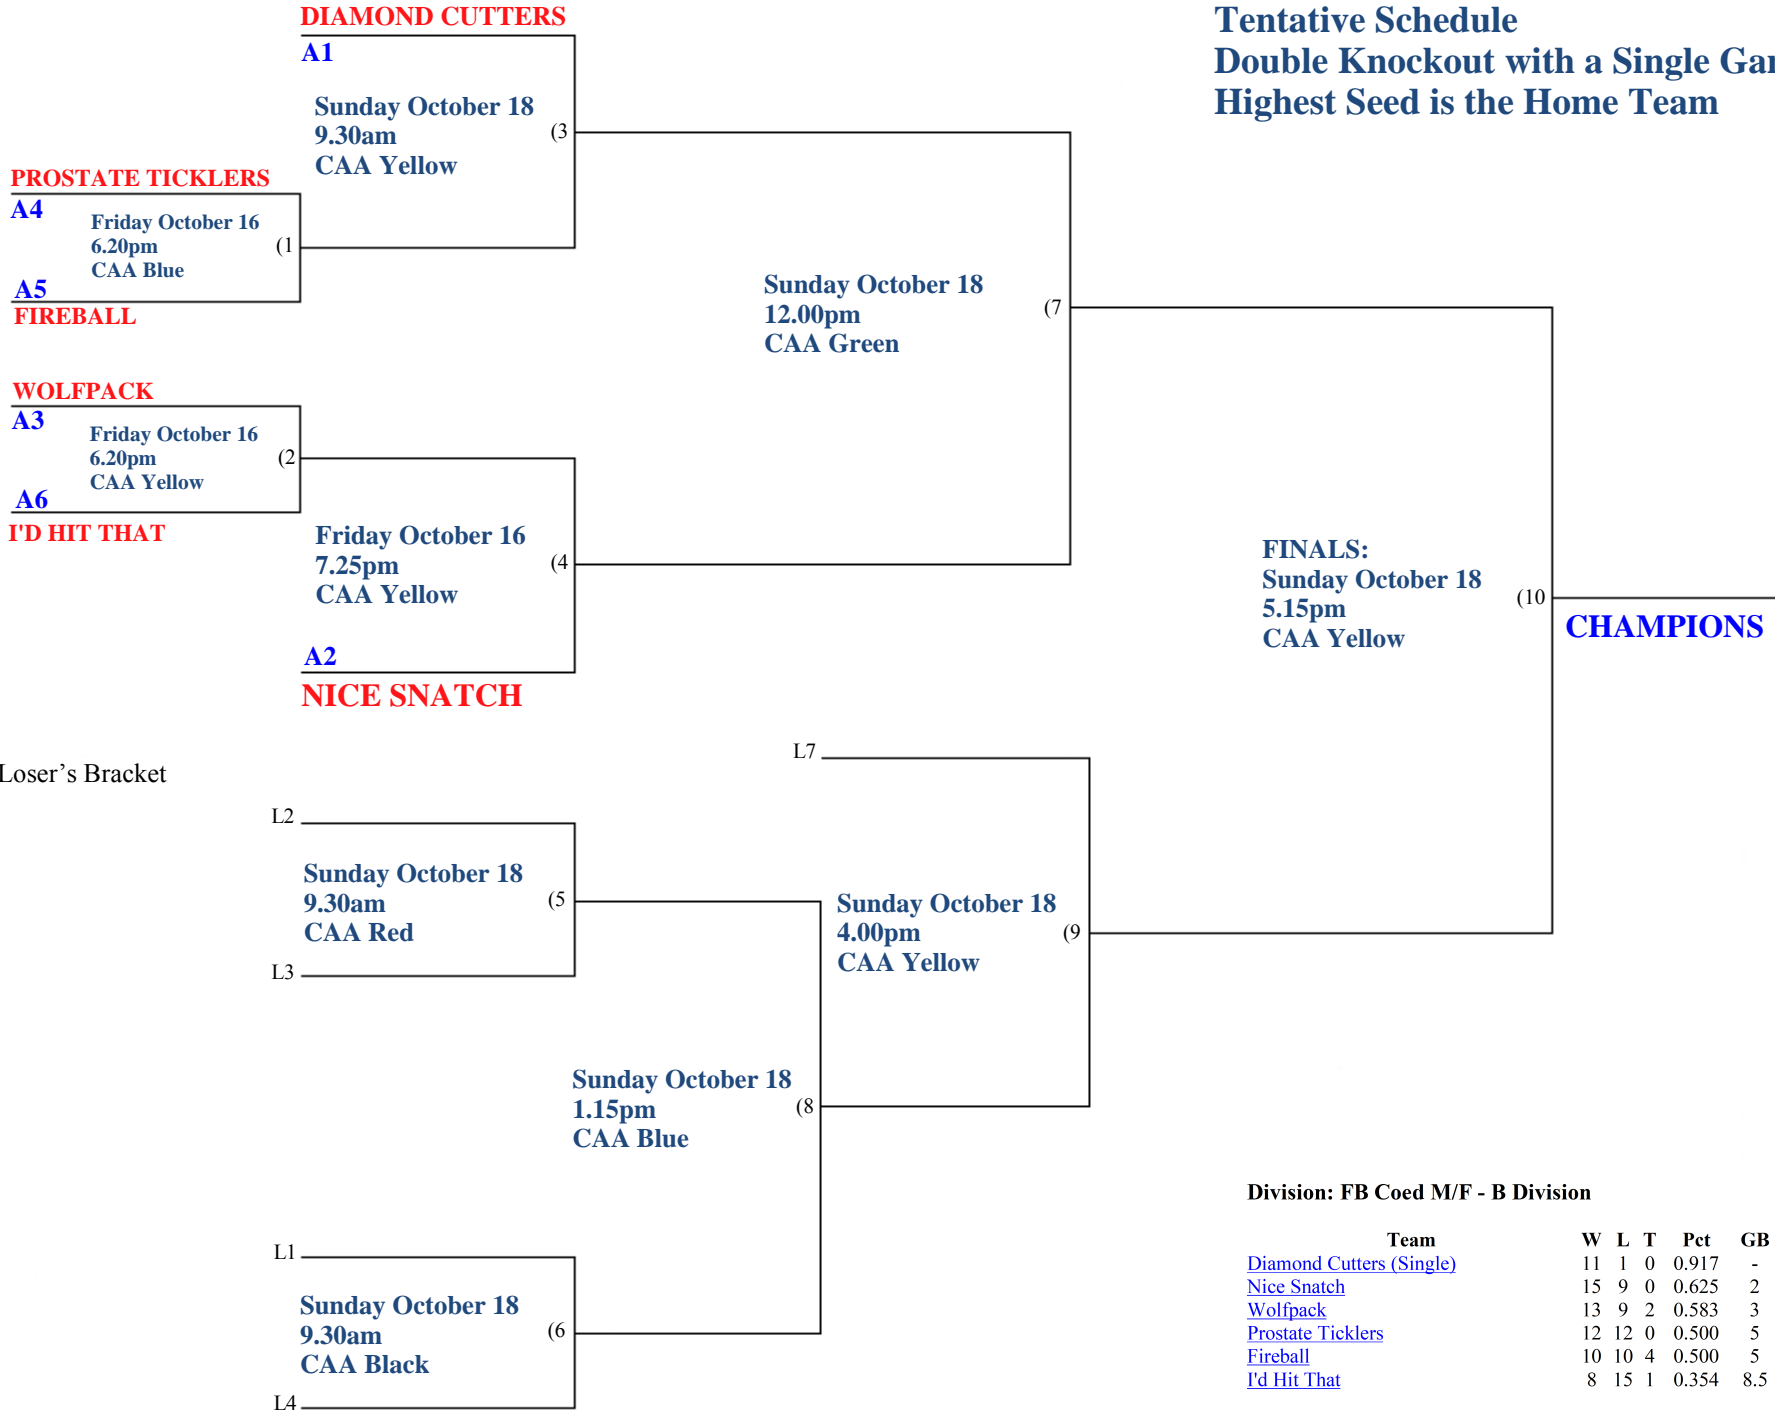 DIAMOND CUTTERS
A1
Tentative Schedule
Double Knockout with a Single Gar
Highest Seed is the Home Team
Sunday October 18
9.30am
CAA Yellow
(3
PROSTATE TICKLERS
A4
Friday October 16
6.20pm
CAA Blue
(1
A5
FIREBALL
Sunday October 18
12.00pm
CAA Green
(7
WOLFPACK
A3
Friday October 16
6.20pm
CAA Yellow
(2
A6
I'D HIT THAT
Friday October 16
7.25pm
CAA Yellow
(4
A2
NICE SNATCH
FINALS:
Sunday October 18
5.15pm
CAA Yellow
(10
CHAMPIONS
Loser’s Bracket
L7
L2
Sunday October 18
9.30am
CAA Red
(5
L3
Sunday October 18
4.00pm
CAA Yellow
(9
Sunday October 18
1.15pm
CAA Blue
(8
L1
Sunday October 18
9.30am
CAA Black
(6
L4
Division: FB Coed M/F - B Division
Team W L T Pct GB
Diamond Cutters (Single) 11 1 0 0.917 -
Nice Snatch 15 9 0 0.625 2
Wolfpack 13 9 2 0.583 3
Prostate Ticklers 12 12 0 0.500 5
Fireball 10 10 4 0.500 5
I'd Hit That 8 15 1 0.354 8.5